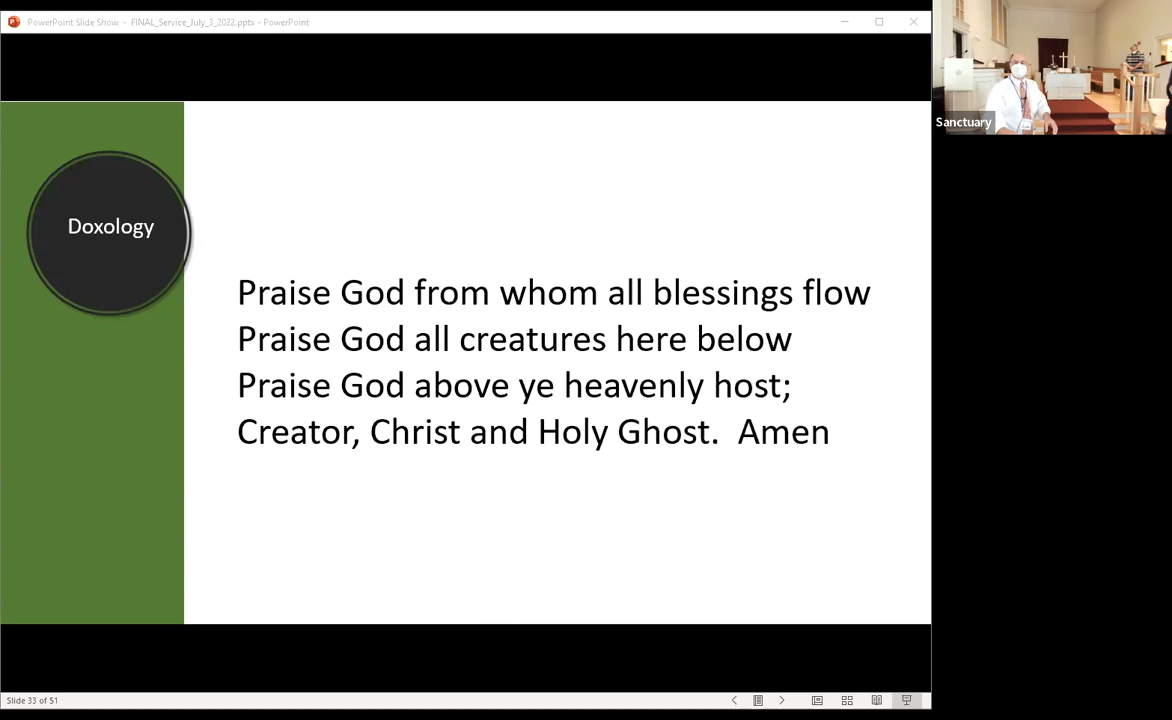 PowerPoint Slide Show - FINAL_Service_July_3_2022.pptx - PowerPoint
Sanctuary
Doxology
Praise God from whom all blessings flow
Praise God all creatures here below
Praise God above ye heavenly host;
Creator, Christ and Holy Ghost.  Amen
Slide 33 of 51